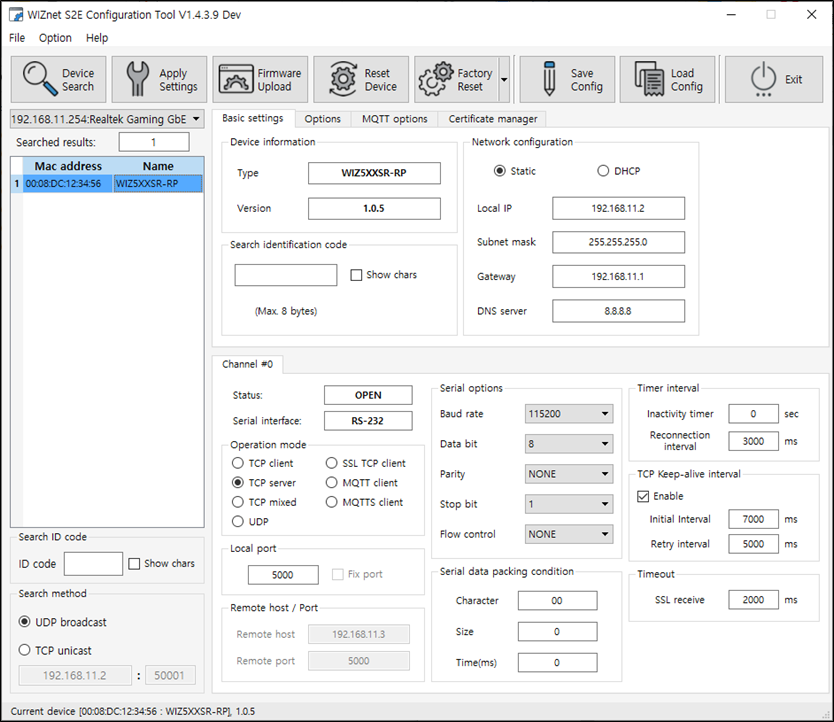 WIZnet S2E Configuration Tool V1.4.3.9 Dev
File Option Help
Device Search
Apply Settings
Firmware Upload
Reset Device
Factory Reset
Save Config
Load Config
Exit
192.168.11.254:Realtek Gaming GbE
Searched results: 1
Mac address Name
1 00:08:DC:12:34:56 WIZ5XXSR-RP
Search ID code
ID code Show chars
Search method
UDP broadcast
TCP unicast
192.168.11.2 : 50001
Basic settings Options MQTT options Certificate manager
Device information
Type WIZ5XXSR-RP
Version 1.0.5
Search identification code
Show chars
(Max. 8 bytes)
Network configuration
Static DHCP
Local IP 192.168.11.2
Subnet mask 255.255.255.0
Gateway 192.168.11.1
DNS server 8.8.8.8
Channel #0
Status: OPEN
Serial interface: RS-232
Operation mode
TCP client SSL TCP client
TCP server MQTT client
TCP mixed MQTTS client
UDP
Local port
5000 Fix port
Remote host / Port
Remote host 192.168.11.3
Remote port 5000
Serial options
Baud rate 115200
Data bit 8
Parity NONE
Stop bit 1
Flow control NONE
Serial data packing condition
Character 00
Size 0
Time(ms) 0
Timer interval
Inactivity timer 0 sec
Reconnection interval 3000 ms
TCP Keep-alive interval
Enable
Initial Interval 7000 ms
Retry interval 5000 ms
Timeout
SSL receive 2000 ms
Current device [00:08:DC:12:34:56 : WIZ5XXSR-RP], 1.0.5